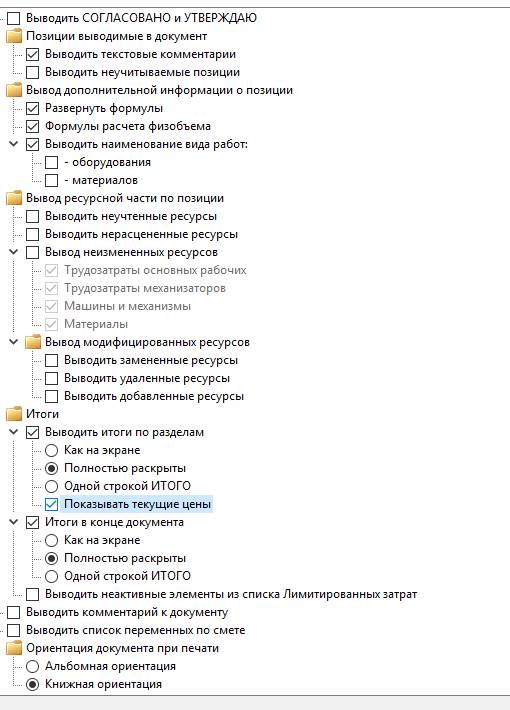 Выводить СОГЛАСОВАНО и УТВЕРЖДАЮ
Позиции выводимые в документ
Выводить текстовые комментарии
Выводить неучитываемые позиции
Вывод дополнительной информации о позиции
Развернуть формулы
Формулы расчета физобъема
Выводить наименование вида работ:
- оборудования
- материалов
Вывод ресурсной части по позиции
Выводить неучтенные ресурсы
Выводить нерасцененные ресурсы
Вывод неизмененных ресурсов
Трудозатраты основных рабочих
Трудозатраты механизаторов
Машины и механизмы
Материалы
Вывод модифицированных ресурсов
Выводить замененные ресурсы
Выводить удаленные ресурсы
Выводить добавленные ресурсы
Итоги
Выводить итоги по разделам
Как на экране
Полностью раскрыты
Одной строкой ИТОГО
Показывать текущие цены
Итоги в конце документа
Как на экране
Полностью раскрыты
Одной строкой ИТОГО
Выводить неактивные элементы из списка Лимитированных затрат
Выводить комментарий к документу
Выводить список переменных по смете
Ориентация документа при печати
Альбомная ориентация
Книжная ориентация